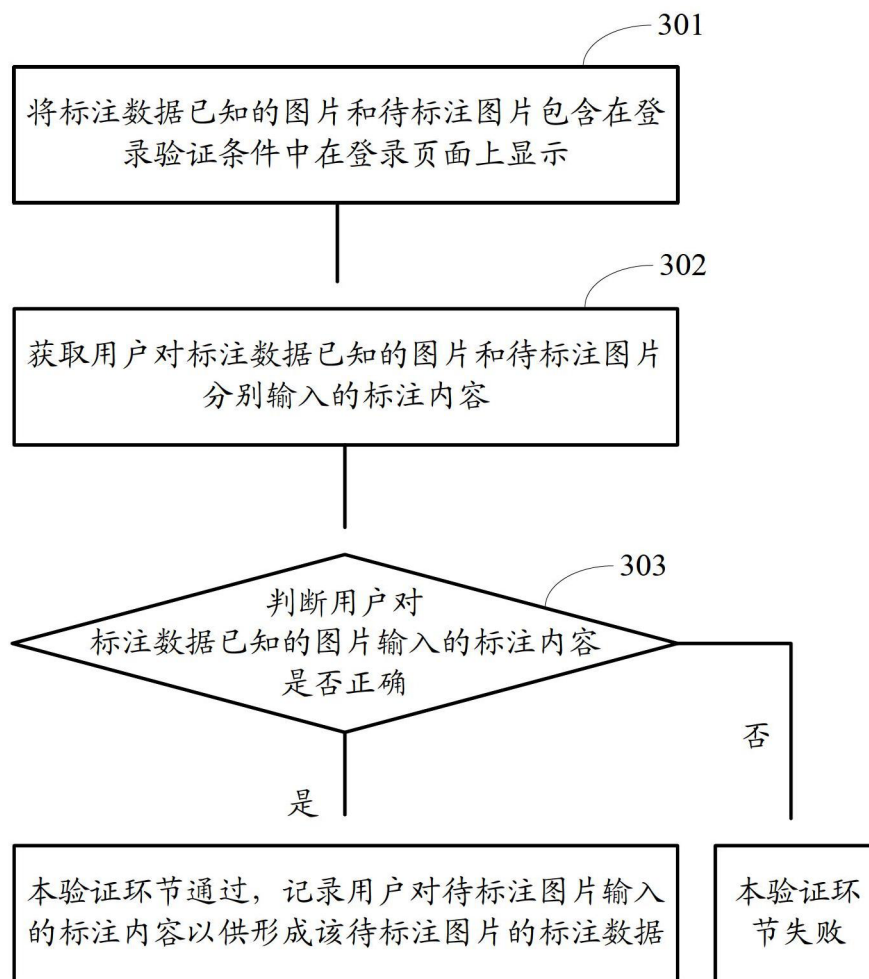 301
将标注数据已知的图片和待标注图片包含在登
录验证条件中在登录页面上显示
302
获取用户对标注数据已知的图片和待标注图片
分别输入的标注内容
303
判断用户对
标注数据已知的图片输入的标注内容
是否正确
否
是
本验证环节通过，记录用户对待标注图片输入
的标注内容以供形成该待标注图片的标注数据
本验证环
节失败